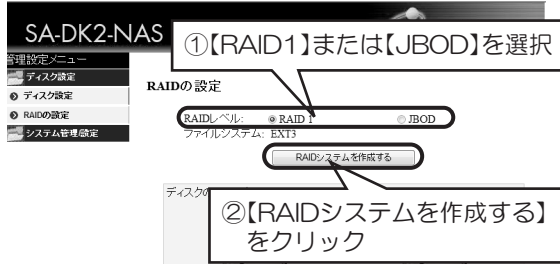 SA-DK2-NAS
①【RAID1】または【JBOD】を選択
管理設定メニュー
ディスク設定
ディスク設定
RAIDの設定
システム管理/設定
RAIDの設定
RAIDレベル: RAID 1 JBOD
ファイルシステム: EXT3
RAIDシステムを作成する
ディスクの
②【RAIDシステムを作成する】
をクリック